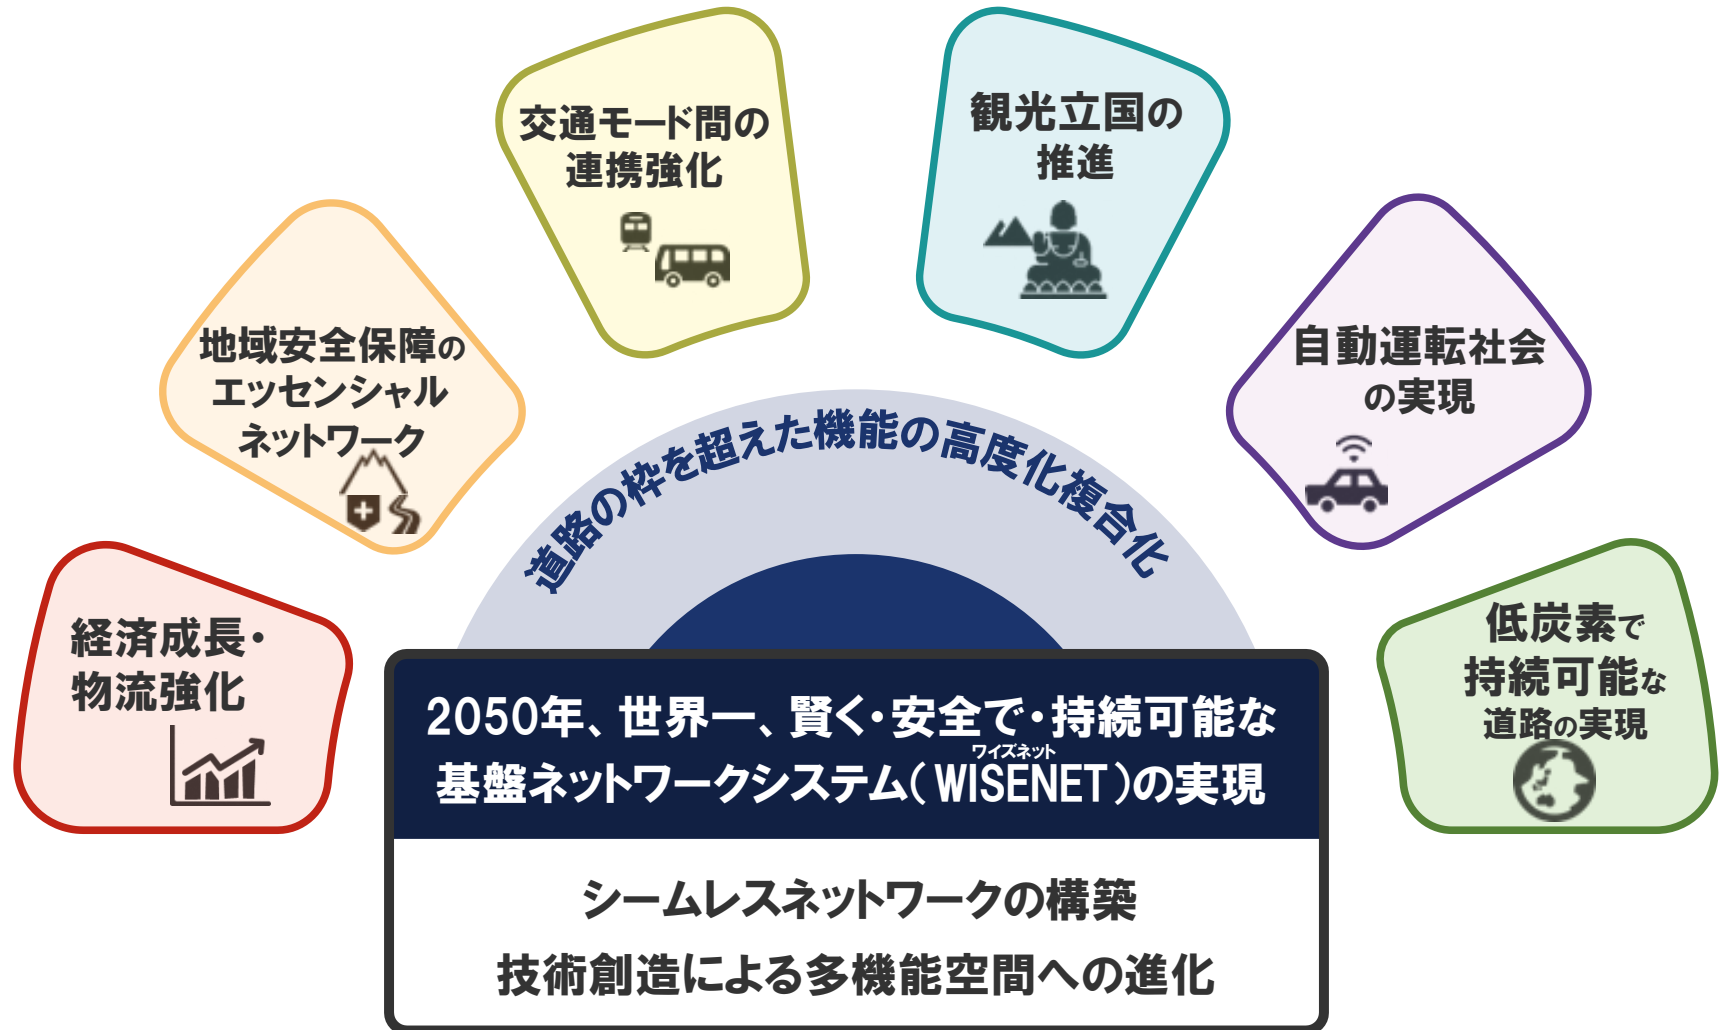 交通モード間の
連携強化
観光立国の
推進
地域安全保障の
エッセンシャル
ネットワーク
自動運転社会
の実現
経済成長・
物流強化
低炭素で
持続可能な
道路の実現
道路の枠を超えた機能の高度化複合化
2050年、世界一、賢く・安全で・持続可能な
ワイズネット
基盤ネットワークシステム(WISENET)の実現
シームレスネットワークの構築
技術創造による多機能空間への進化